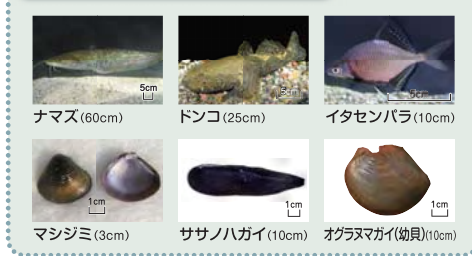 5cm
5cm
5cm
ナマズ(60cm)
ドンコ(25cm)
イタセンパラ(10cm)
1cm
1cm
1cm
マシジミ(3cm)
ササノハガイ(10cm)
オグラヌマガイ(幼貝)(10cm)